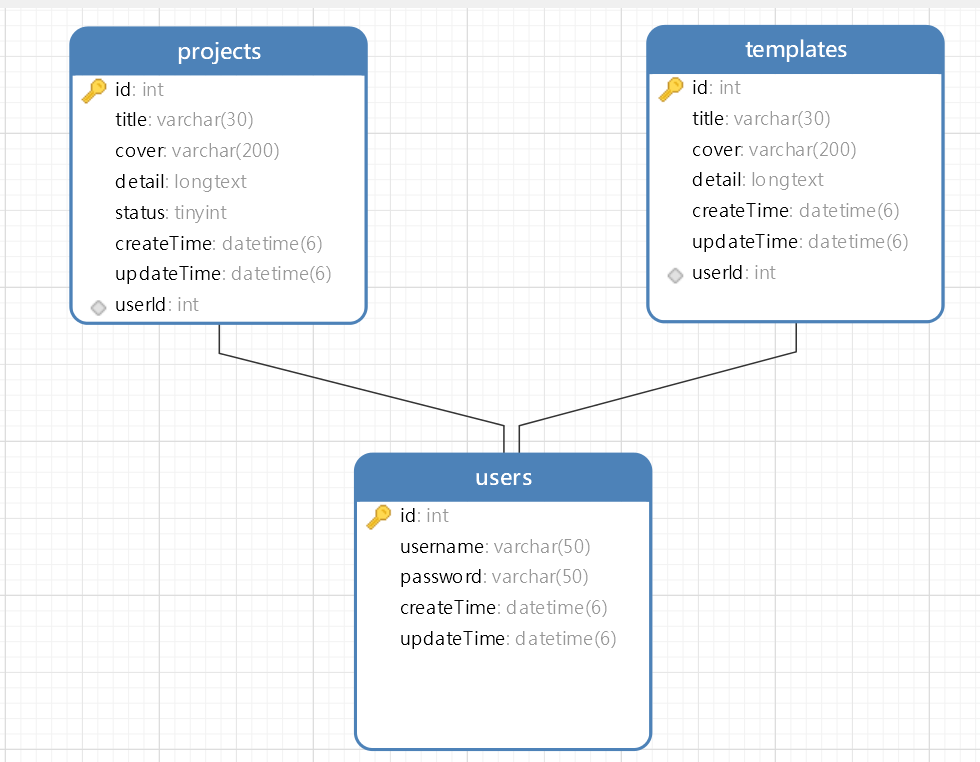 projects
id: int
title: varchar(30)
cover: varchar(200)
detail: longtext
status: tinyint
createTime: datetime(6)
updateTime: datetime(6)
userId: int
templates
id: int
title: varchar(30)
cover: varchar(200)
detail: longtext
createTime: datetime(6)
updateTime: datetime(6)
userId: int
users
id: int
username: varchar(50)
password: varchar(50)
createTime: datetime(6)
updateTime: datetime(6)